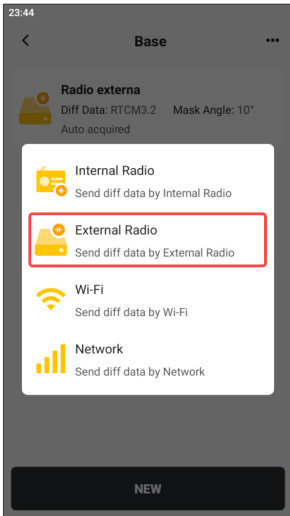 23:44
Base
Radio externa
Diff Data: RTCM3.2 Mask Angle: 10°
Auto acquired
Internal Radio
Send diff data by Internal Radio
External Radio
Send diff data by External Radio
Wi-Fi
Send diff data by Wi-Fi
Network
Send diff data by Network
NEW